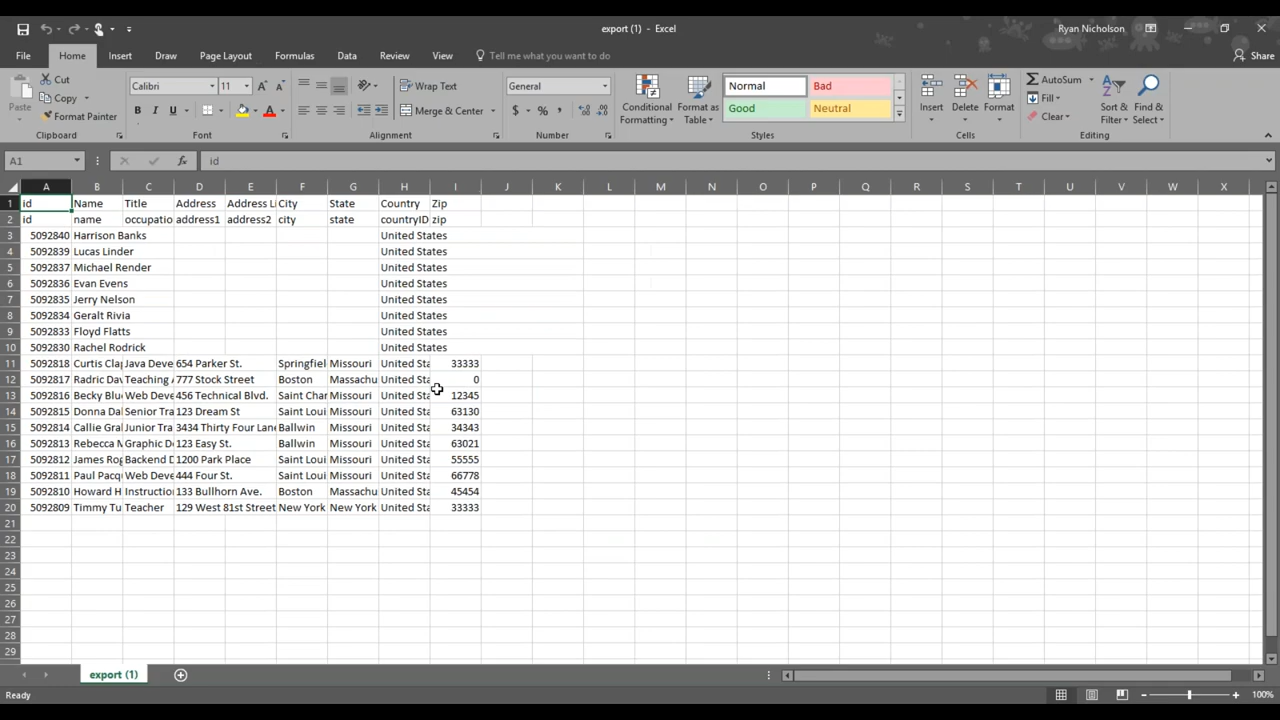 export (1) - Excel
Ryan Nicholson
File Home Insert Draw Page Layout Formulas Data Review View Tell me what you want to do Share
Paste
Cut
Copy
Format Painter
Clipboard
Calibri 11
B I U
Font
Wrap Text
Merge & Center
Alignment
General
$ % ,
Number
Conditional Formatting
Format as Table
Normal Bad
Good Neutral
Styles
Insert Delete Format
Cells
AutoSum
Fill
Clear
Sort & Filter
Find & Select
Editing
A1 fx id
A B C D E F G H I J K L M N O P Q R S T U V W X
1 id Name Title Address Address Li City State Country Zip
2 id name occupatio address1 address2 city state countryID zip
3 5092840 Harrison Banks United States
4 5092839 Lucas Linder United States
5 5092837 Michael Render United States
6 5092836 Evan Evens United States
7 5092835 Jerry Nelson United States
8 5092834 Geralt Rivia United States
9 5092833 Floyd Flatts United States
10 5092830 Rachel Rodrick United States
11 5092818 Curtis Cla Java Deve 654 Parker St. Springfiel Missouri United Sta 33333
12 5092817 Radric Dav Teaching 777 Stock Street Boston Massachu United Sta 0
13 5092816 Becky Blu Web Deve 456 Technical Blvd. Saint Char Missouri United Sta 12345
14 5092815 Donna Da Senior Tra 123 Dream St Saint Loui Missouri United Sta 63130
15 5092814 Callie Gra Junior Tra 3434 Thirty Four Lane Ballwin Missouri United Sta 34343
16 5092813 Rebecca M Graphic D 123 Easy St. Ballwin Missouri United Sta 63021
17 5092812 James Rog Backend D 1200 Park Place Saint Loui Missouri United Sta 55555
18 5092811 Paul Pacq Web Deve 444 Four St. Saint Loui Missouri United Sta 66778
19 5092810 Howard H Instructio 133 Bullhorn Ave. Boston Massachu United Sta 45454
20 5092809 Timmy Tu Teacher 129 West 81st Street New York New York United Sta 33333
21
22
23
24
25
26
27
28
29
export (1)
Ready
100%